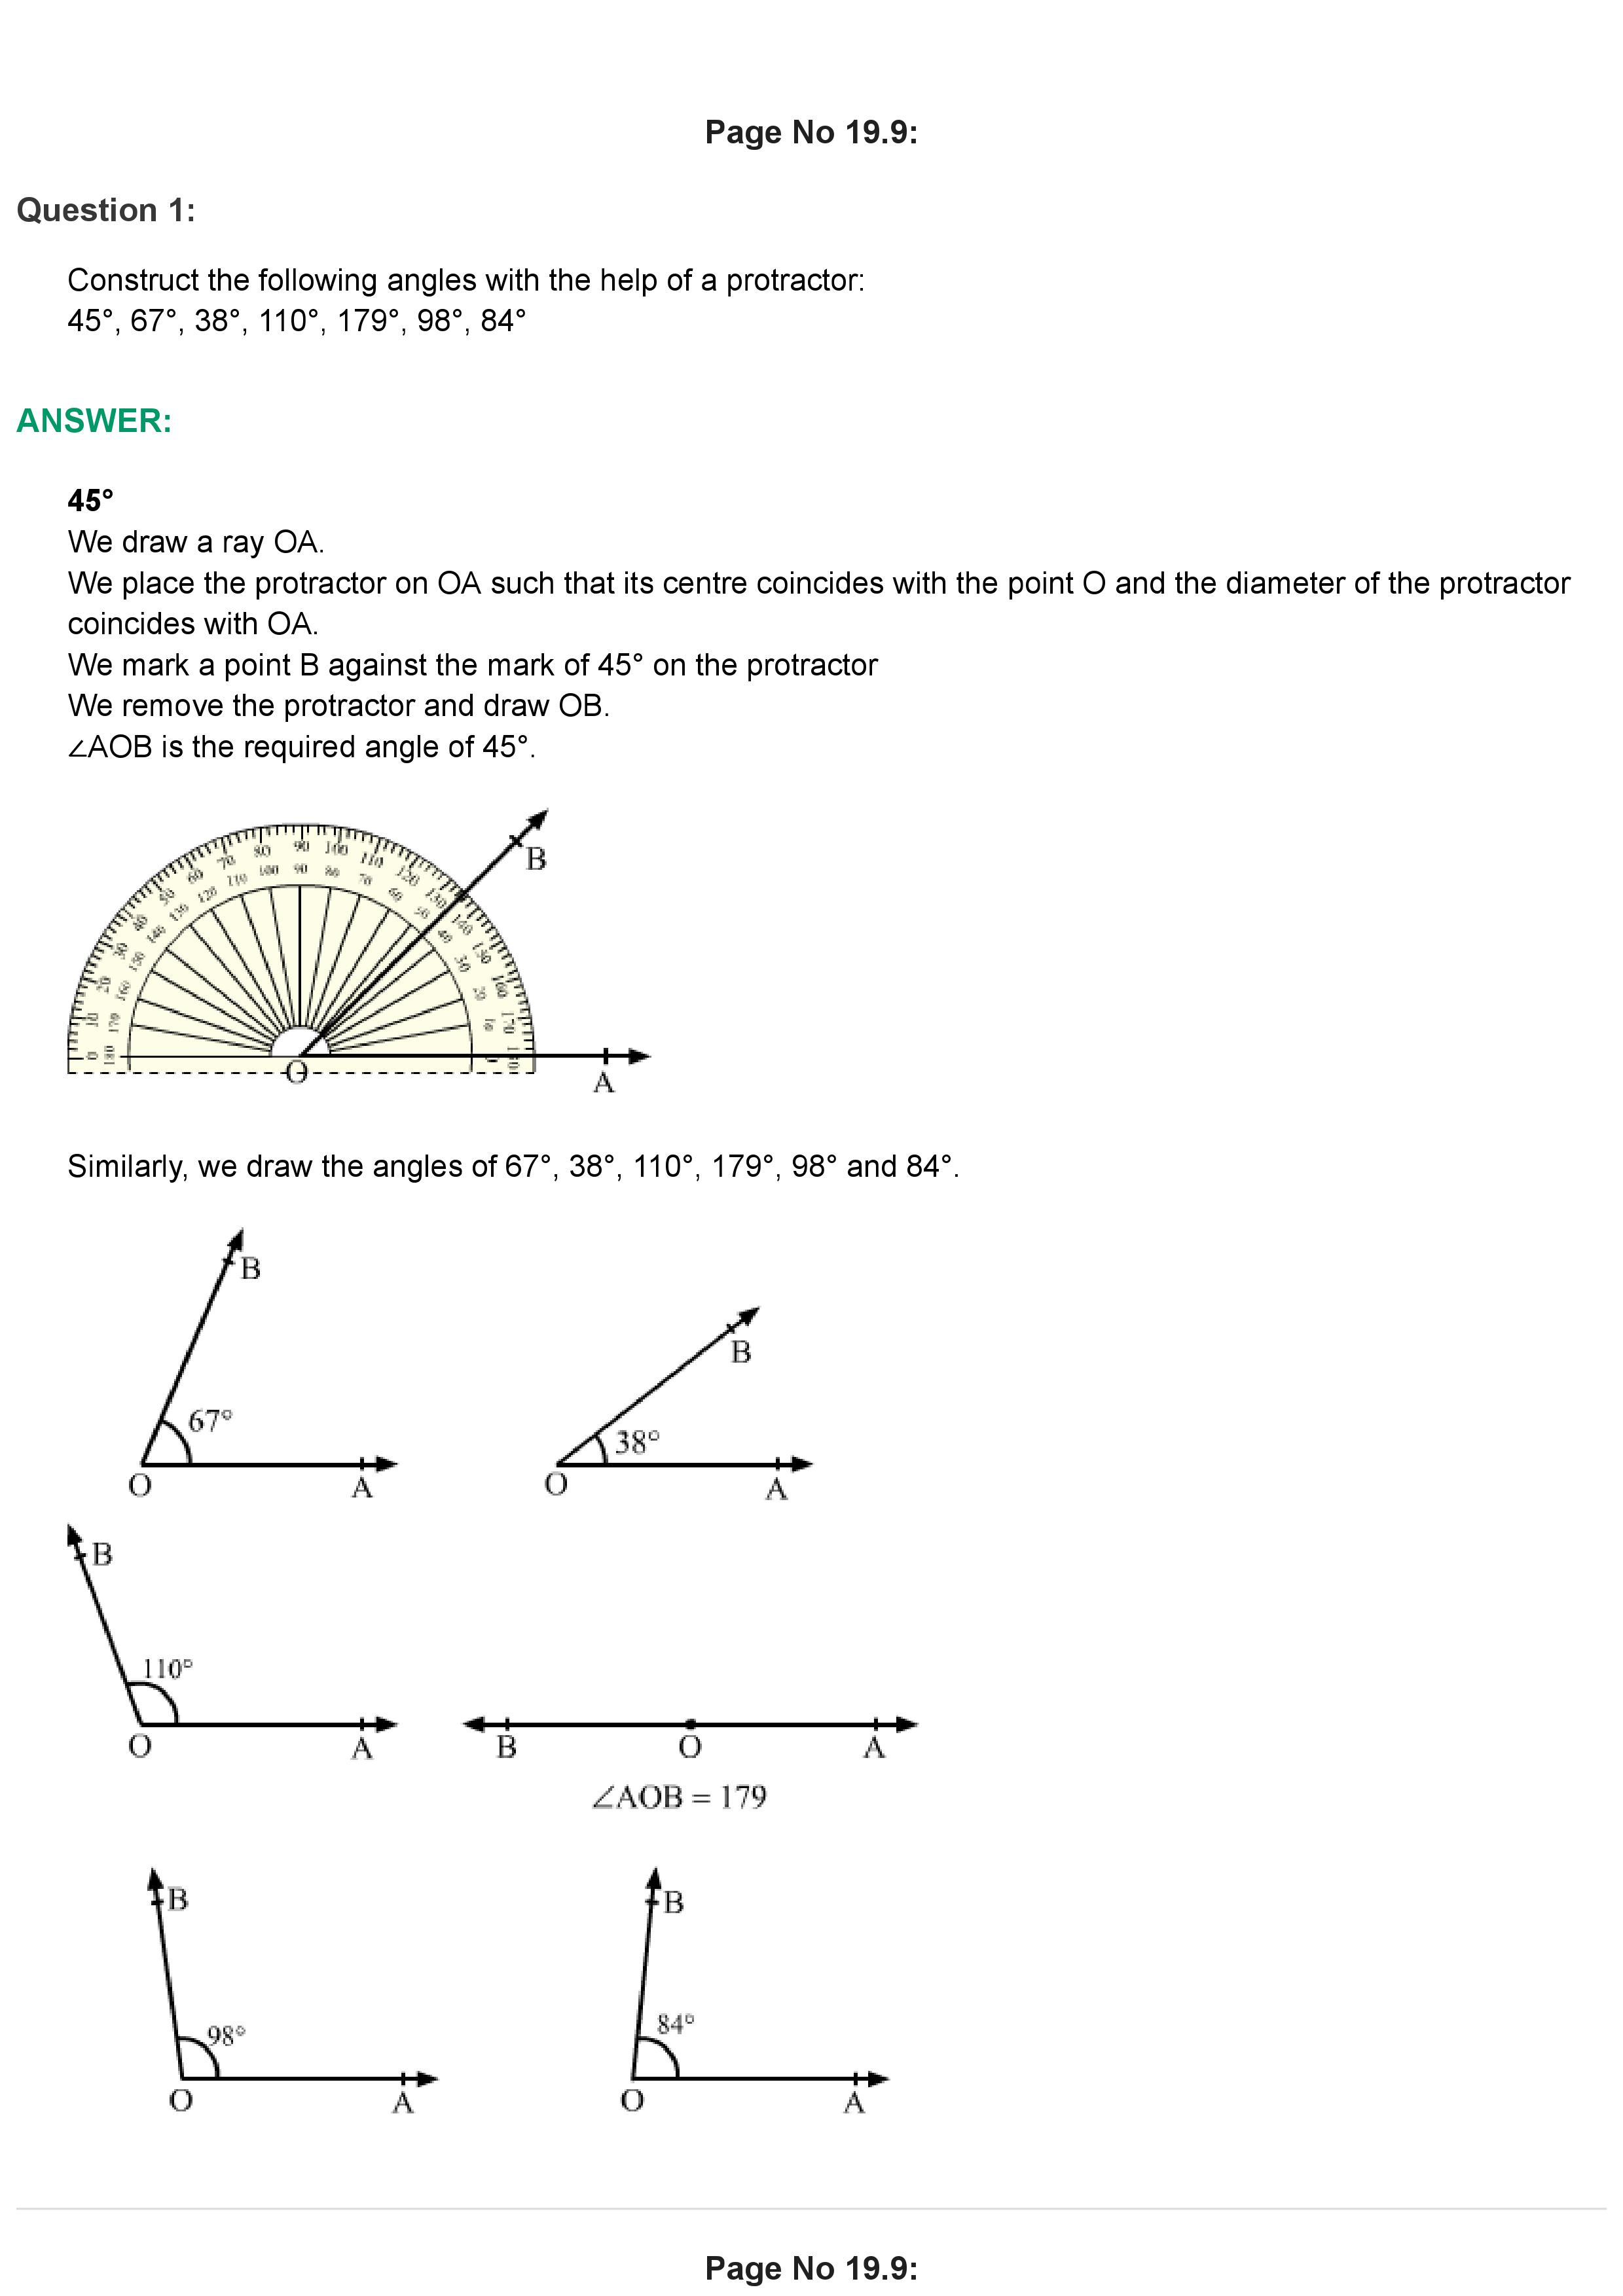 Page No 19.9:
Question 1:
Construct the following angles with the help of a protractor:
45°, 67°, 38°, 110°, 179°, 98°, 84°
ANSWER:
45°
We draw a ray OA.
We place the protractor on OA such that its centre coincides with the point O and the diameter of the protractor
coincides with OA.
We mark a point B against the mark of 45° on the protractor
We remove the protractor and draw OB.
∠AOB is the required angle of 45°.
B
0 10 20 30 40 50 60 70 80 90 100 110 120 130 140 150 160 170
180 170 160 150 140 130 120 110 100 90 80 70 60 50 40 30 20 10
O
A
Similarly, we draw the angles of 67°, 38°, 110°, 179°, 98° and 84°.
B
67°
O A
B
38°
O A
B
110°
O A
B O A
∠AOB = 179
B
98°
O A
B
84°
O A
Page No 19.9: